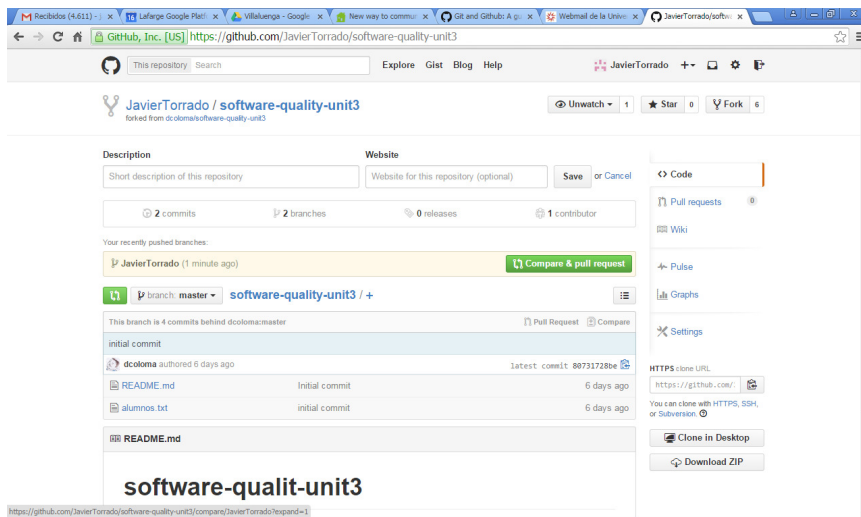 Recibidos (4.611) -
Lafarge Google Platf
Villaluenga - Google
New way to commur
Git and Github: A gu
Webmail de la Unive
JavierTorrado/softw
GitHub, Inc. [US] https://github.com/JavierTorrado/software-quality-unit3
This repository Search Explore Gist Blog Help JavierTorrado
JavierTorrado / software-quality-unit3
forked from dcoloma/software-quality-unit3
Unwatch 1 Star 0 Fork 6
Description Website
Short description of this repository Website for this repository (optional) Save or Cancel
2 commits 2 branches 0 releases 1 contributor
Your recently pushed branches:
JavierTorrado (1 minute ago) Compare & pull request
branch: master software-quality-unit3 / +
This branch is 4 commits behind dcoloma:master Pull Request Compare
initial commit
dcoloma authored 6 days ago latest commit 80731728be
README.md Initial commit 6 days ago
alumnos.txt initial commit 6 days ago
README.md
software-qualit-unit3
<> Code
Pull requests 0
Wiki
Pulse
Graphs
Settings
HTTPS clone URL
https://github.com/
You can clone with HTTPS, SSH,
or Subversion.
Clone in Desktop
Download ZIP
https://github.com/JavierTorrado/software-quality-unit3/compare/JavierTorrado?expand=1